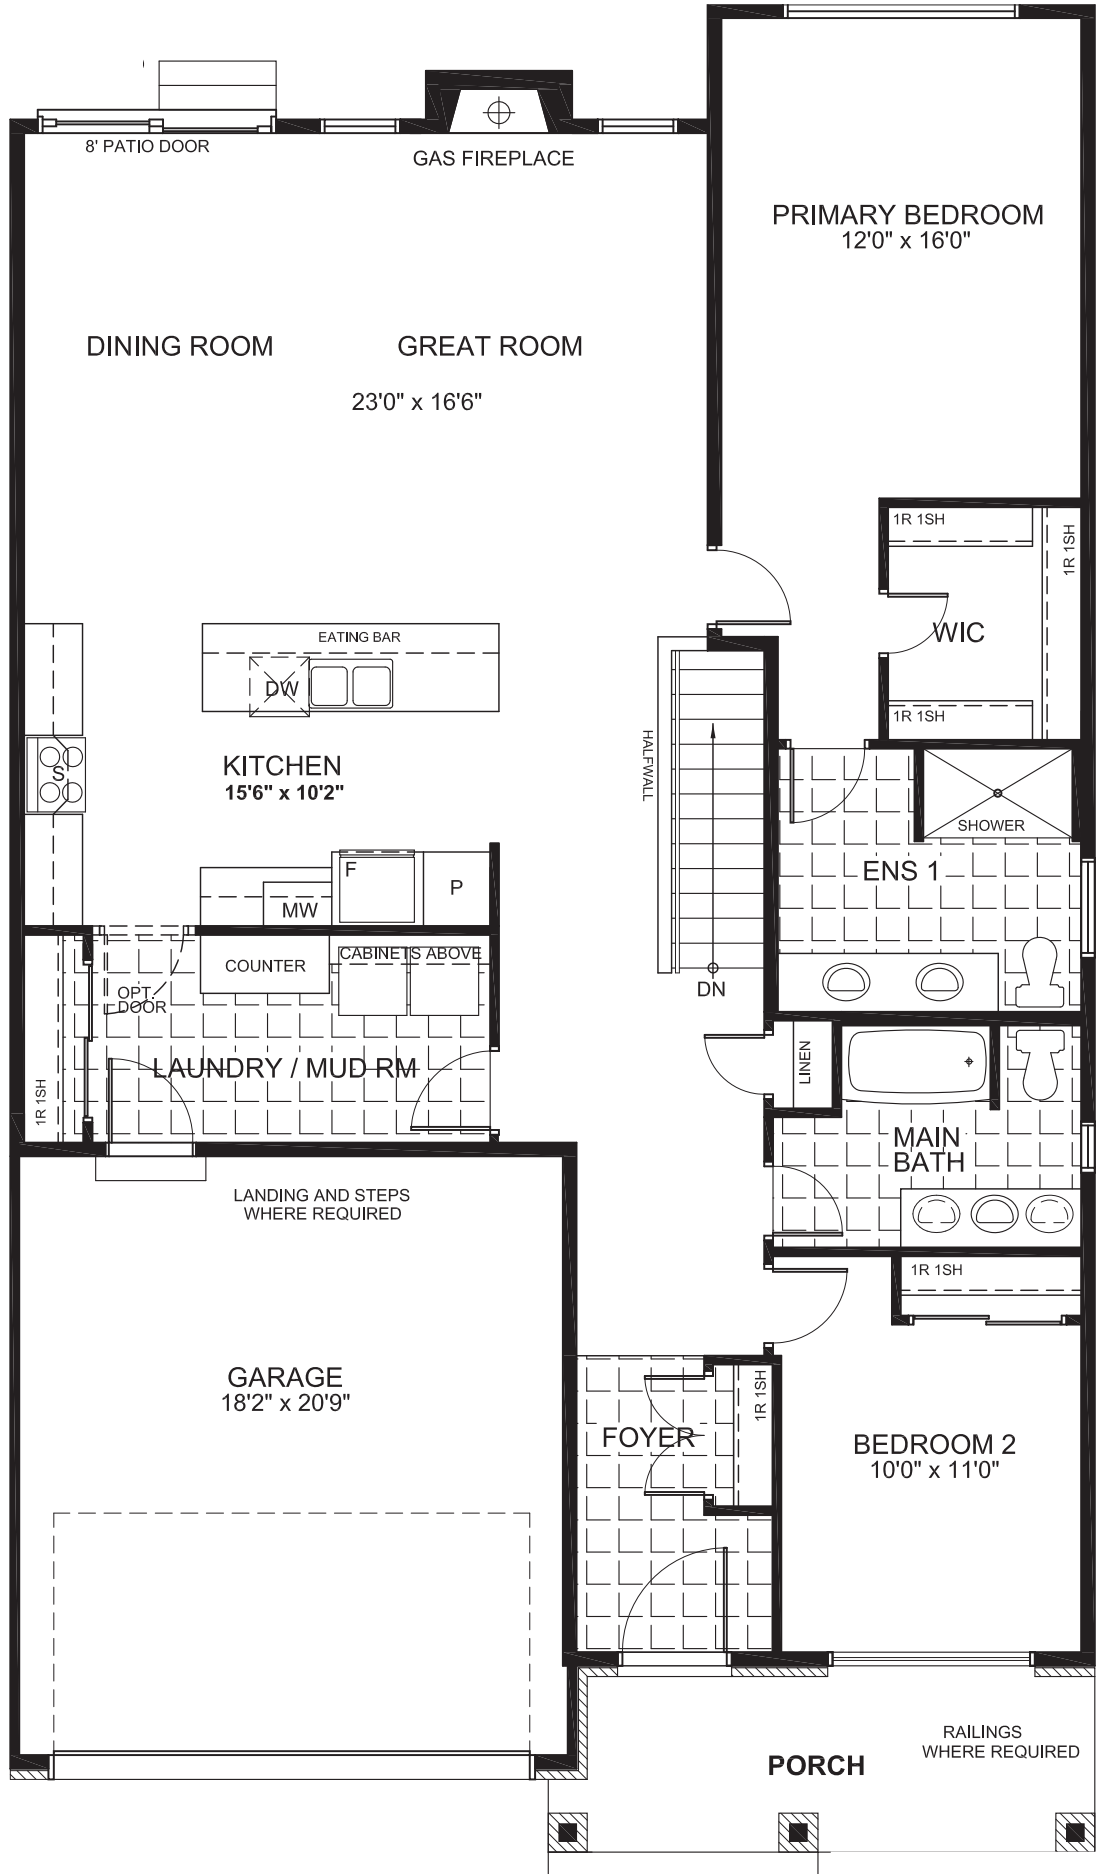 8' PATIO DOOR
GAS FIREPLACE
PRIMARY BEDROOM
12'0" x 16'0"
DINING ROOM
GREAT ROOM
23'0" x 16'6"
1R 1SH
1R 1SH
WIC
1R 1SH
EATING BAR
DW
S
KITCHEN
15'6" x 10'2"
HALFWALL
SHOWER
ENS 1
F
P
MW
DN
COUNTER
CABINETS ABOVE
OPT.
DOOR
LAUNDRY / MUD RM
1R 1SH
LINEN
MAIN
BATH
LANDING AND STEPS
WHERE REQUIRED
1R 1SH
GARAGE
18'2" x 20'9"
1R 1SH
FOYER
BEDROOM 2
10'0" x 11'0"
RAILINGS
WHERE REQUIRED
PORCH